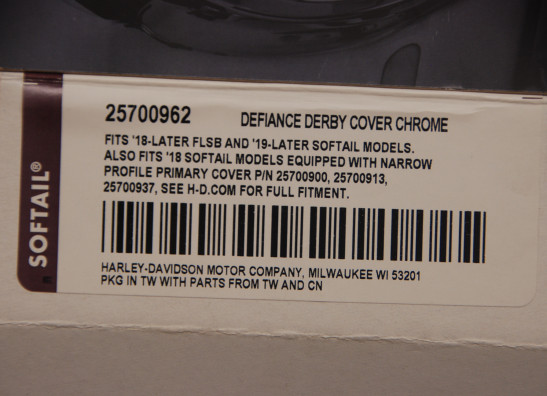 25700962 DEFIANCE DERBY COVER CHROME
FITS '18-LATER FLSB AND '19-LATER SOFTAIL MODELS.
ALSO FITS '18 SOFTAIL MODELS EQUIPPED WITH NARROW
PROFILE PRIMARY COVER P/N 25700900, 25700913,
25700937, SEE H-D.COM FOR FULL FITMENT.
HARLEY-DAVIDSON MOTOR COMPANY, MILWAUKEE WI 53201
PKG IN TW WITH PARTS FROM TW AND CN
SOFTAIL®